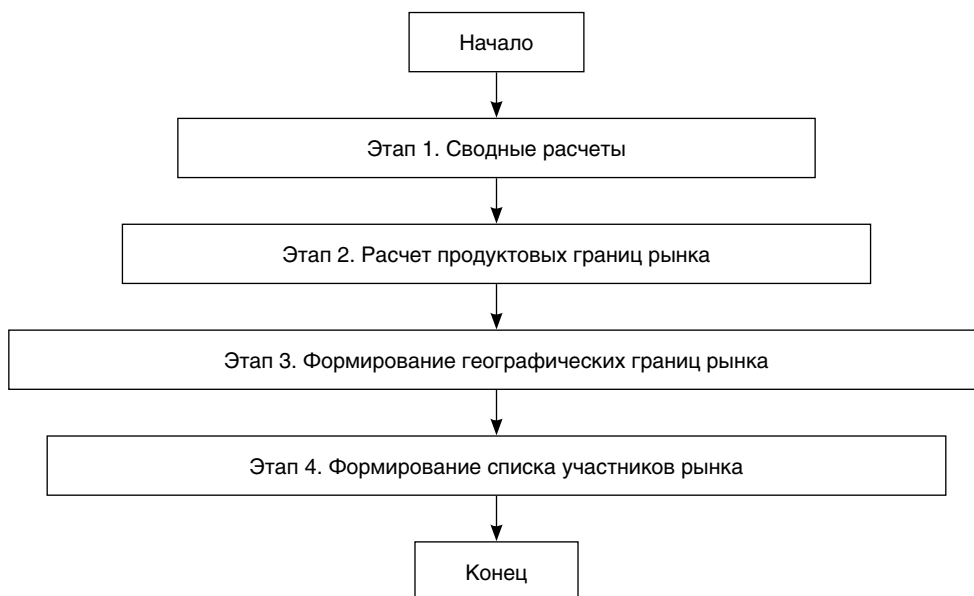 Начало
Этап 1. Сводные расчеты
Этап 2. Расчет продуктовых границ рынка
Этап 3. Формирование географических границ рынка
Этап 4. Формирование списка участников рынка
Конец